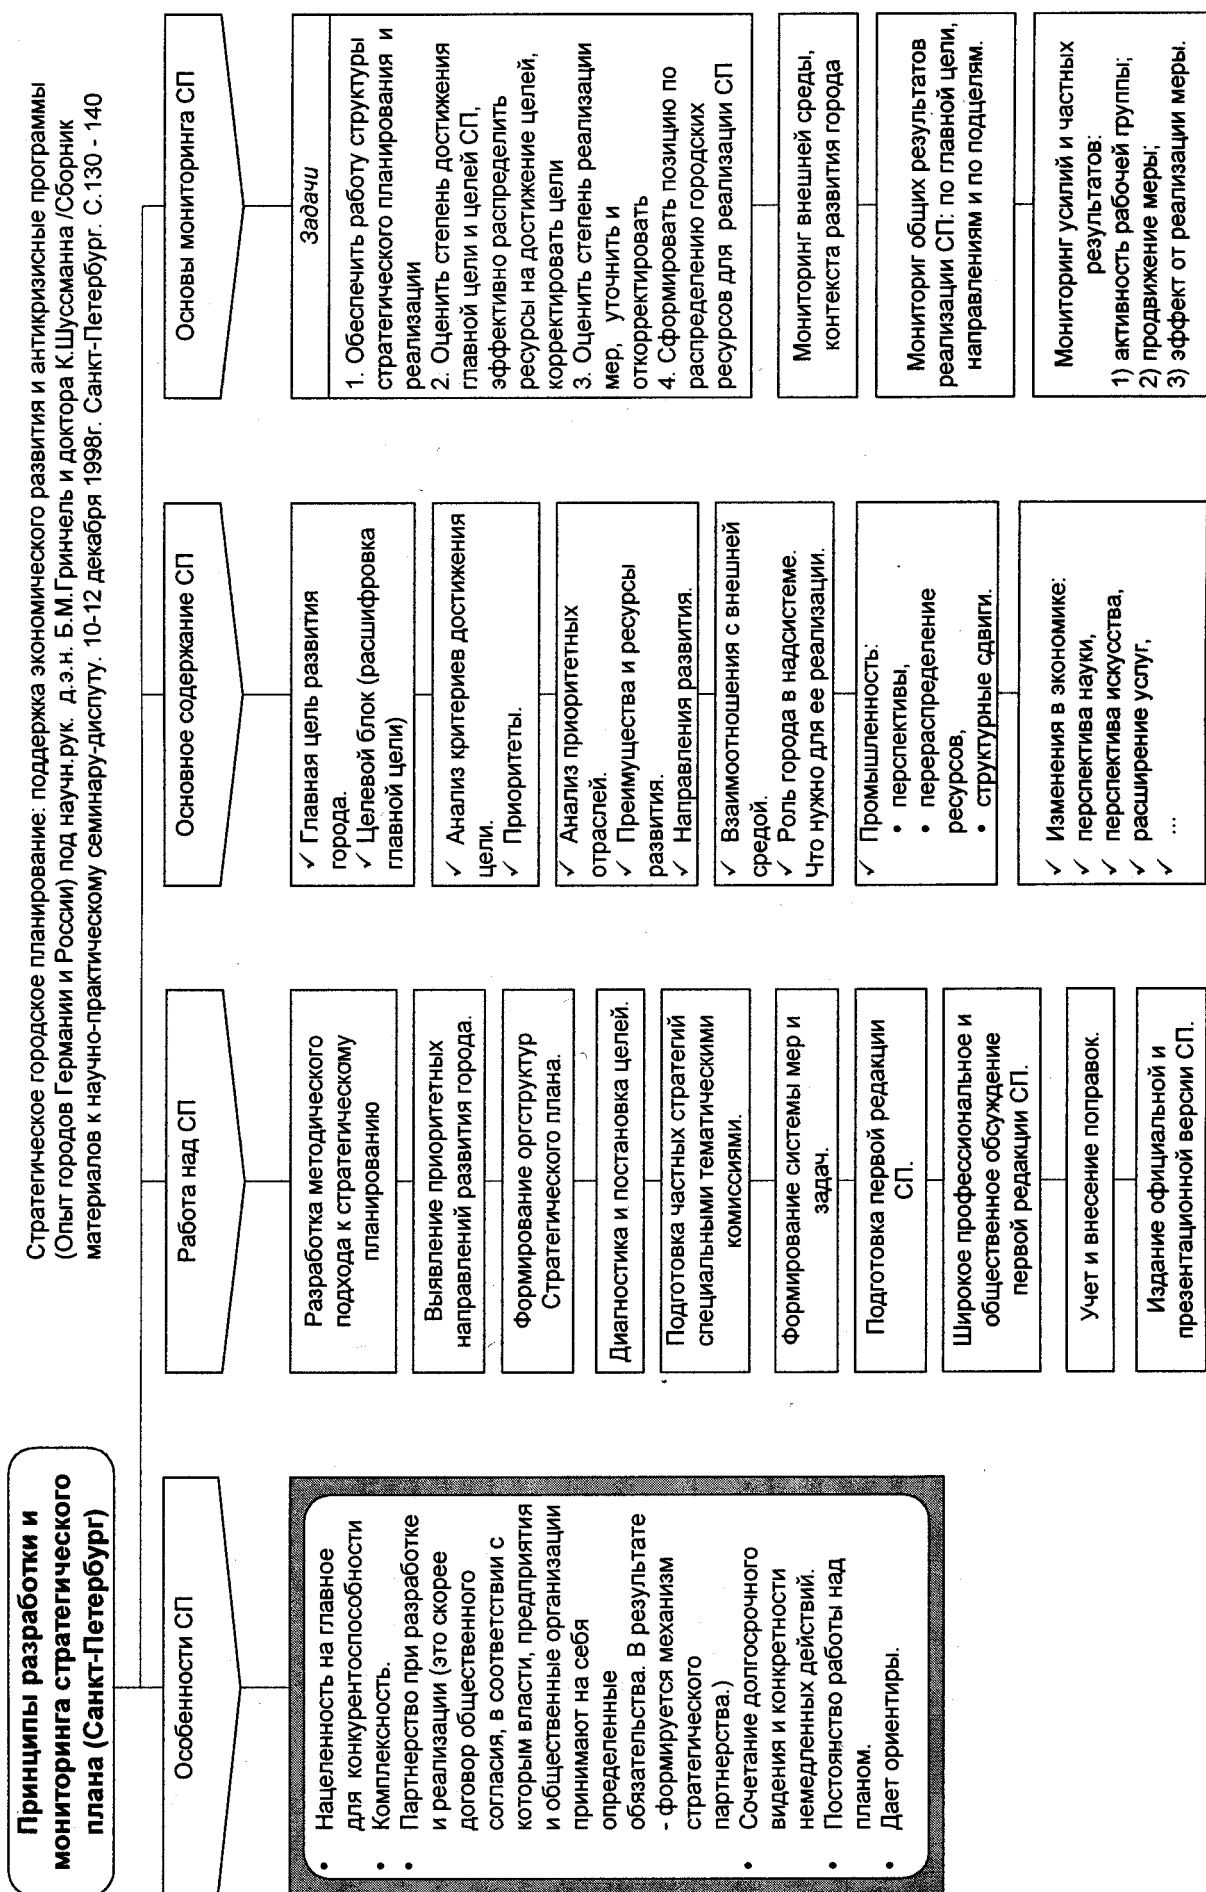 Принципы разработки и
мониторинга стратегического
плана (Санкт-Петербург)
Стратегическое городское планирование: поддержка экономического развития и антикризисные программы
(Опыт городов Германии и России) под научн.рук. д.э.н. Б.М.Гринчель и доктора К.Шуссманна /Сборник
материалов к научно-практическому семинару-диспуту. 10-12 декабря 1998г. Санкт-Петербург. С.130 - 140
Особенности СП
• Нацеленность на главное
для конкурентоспособности
• Комплексность.
• Партнерство при разработке
и реализации (это скорее
договор общественного
согласия, в соответствии с
которым власти, предприятия
и общественные организации
принимают на себя
определенные
обязательства. В результате
- формируется механизм
стратегического
партнерства.)
• Сочетание долгосрочного
видения и конкретности
немедленных действий.
• Постоянство работы над
планом.
• Дает ориентиры.
Работа над СП
Разработка методического
подхода к стратегическому
планированию
Выявление приоритетных
направлений развития города.
Формирование оргструктур
Стратегического плана.
Диагностика и постановка целей.
Подготовка частных стратегий
специальными тематическими
комиссиями.
Формирование системы мер и
задач.
Подготовка первой редакции
СП.
Широкое профессиональное и
общественное обсуждение
первой редакции СП.
Учет и внесение поправок.
Издание официальной и
презентационной версии СП.
Основное содержание СП
✓ Главная цель развития
города.
✓ Целевой блок (расшифровка
главной цели)
✓ Анализ критериев достижения
цели.
✓ Приоритеты.
✓ Анализ приоритетных
отраслей.
✓ Преимущества и ресурсы
развития.
✓ Направления развития.
✓ Взаимоотношения с внешней
средой.
✓ Роль города в надсистеме.
Что нужно для ее реализации.
✓ Промышленность:
• перспективы,
• перераспределение
ресурсов,
• структурные сдвиги.
✓ Изменения в экономике:
✓ перспектива науки,
✓ перспектива искусства,
✓ расширение услуг,
✓ ...
Основы мониторинга СП
Задачи
1. Обеспечить работу структуры
стратегического планирования и
реализации
2. Оценить степень достижения
главной цели и целей СП,
эффективно распределить
ресурсы на достижение целей,
корректировать цели
3. Оценить степень реализации
мер, уточнить и
откорректировать
4. Сформировать позицию по
распределению городских
ресурсов для реализации СП
Мониторинг внешней среды,
контекста развития города
Мониториг общих результатов
реализации СП: по главной цели,
направлениям и по подцелям.
Мониторинг усилий и частных
результатов:
1) активность рабочей группы;
2) продвижение меры;
3) эффект от реализации меры.